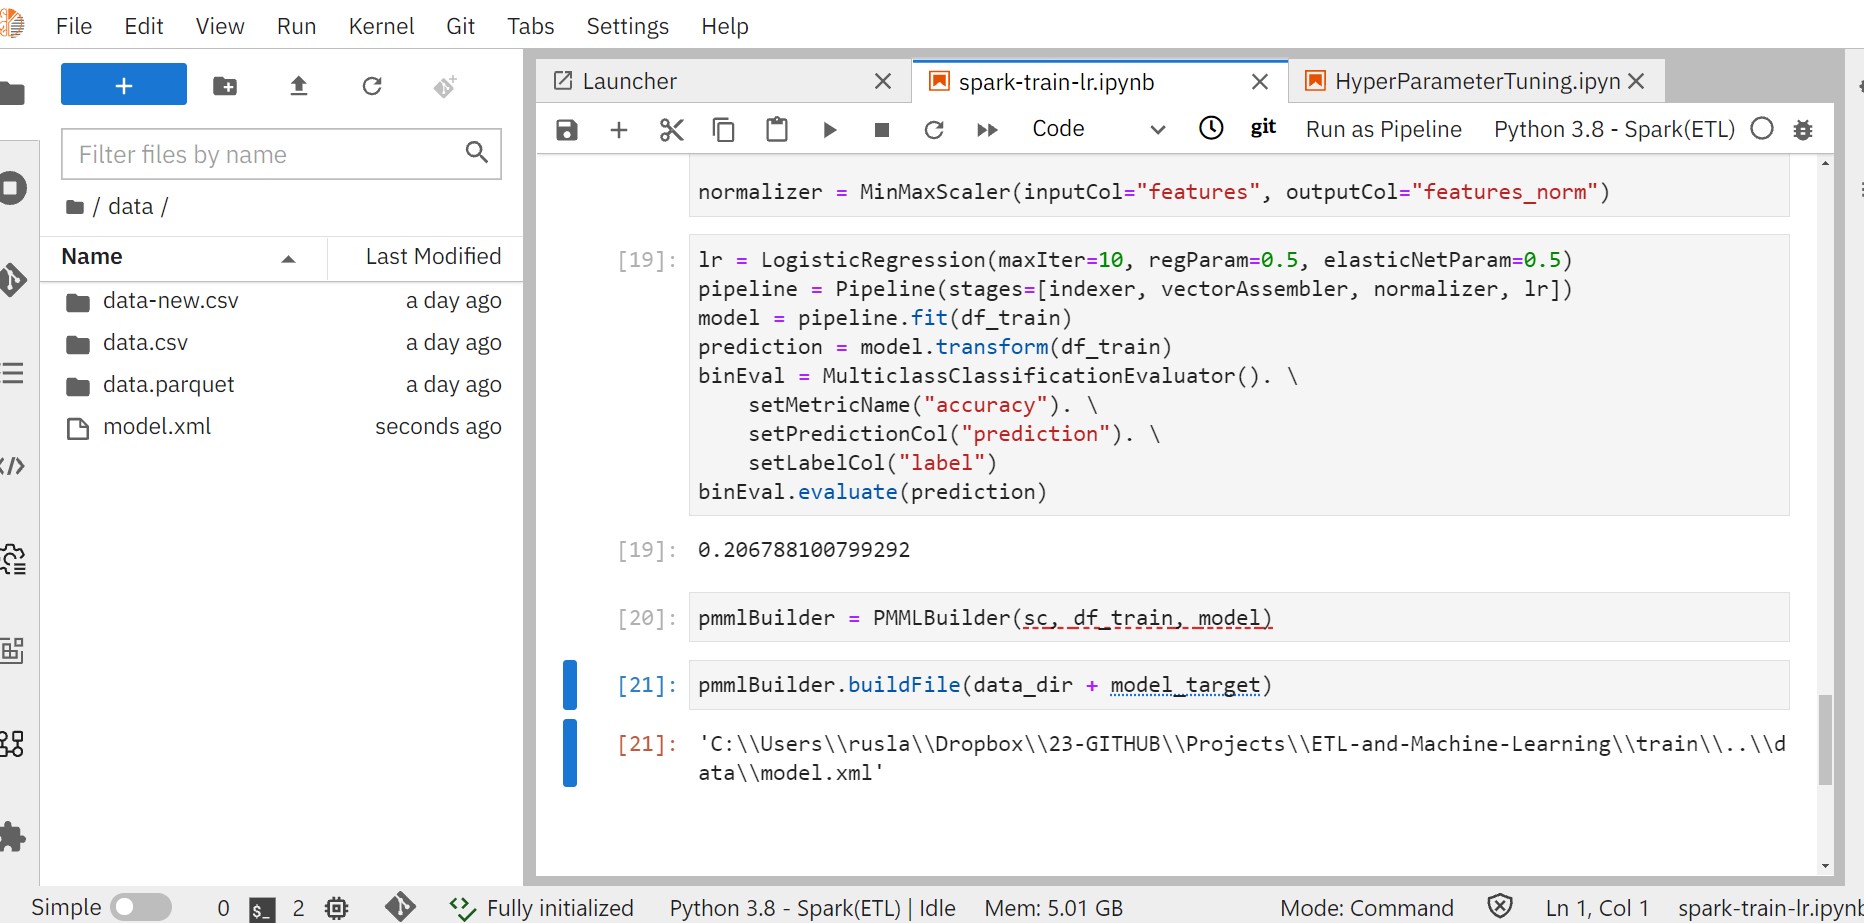 File Edit View Run Kernel Git Tabs Settings Help
+
Filter files by name
/ data /
Name Last Modified
data-new.csv a day ago
data.csv a day ago
data.parquet a day ago
model.xml seconds ago
Launcher spark-train-lr.ipynb HyperParameterTuning.ipyn
Code git Run as Pipeline Python 3.8 - Spark(ETL)
normalizer = MinMaxScaler(inputCol="features", outputCol="features_norm")
[19]: lr = LogisticRegression(maxIter=10, regParam=0.5, elasticNetParam=0.5)
pipeline = Pipeline(stages=[indexer, vectorAssembler, normalizer, lr])
model = pipeline.fit(df_train)
prediction = model.transform(df_train)
binEval = MulticlassClassificationEvaluator(). \
    setMetricName("accuracy"). \
    setPredictionCol("prediction"). \
    setLabelCol("label")
binEval.evaluate(prediction)
[19]: 0.206788100799292
[20]: pmmlBuilder = PMMLBuilder(sc, df_train, model)
[21]: pmmlBuilder.buildFile(data_dir + model_target)
[21]: 'C:\\Users\\rusla\\Dropbox\\23-GITHUB\\Projects\\ETL-and-Machine-Learning\\train\\..\\d
ata\\model.xml'
Simple 0 $_ 2 Fully initialized Python 3.8 - Spark(ETL) | Idle Mem: 5.01 GB Mode: Command Ln 1, Col 1 spark-train-lr.ipynb